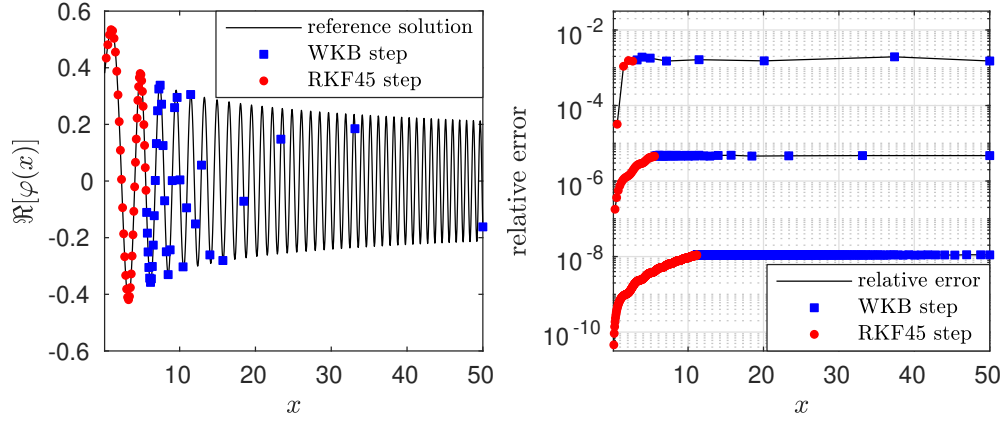 0.6
0.4
0.2
0
-0.2
-0.4
-0.6
ℜ[φ(x)]
reference solution
WKB step
RKF45 step
10 20 30 40 50
x
10⁻²
10⁻⁴
10⁻⁶
10⁻⁸
10⁻¹⁰
relative error
relative error
WKB step
RKF45 step
10 20 30 40 50
x